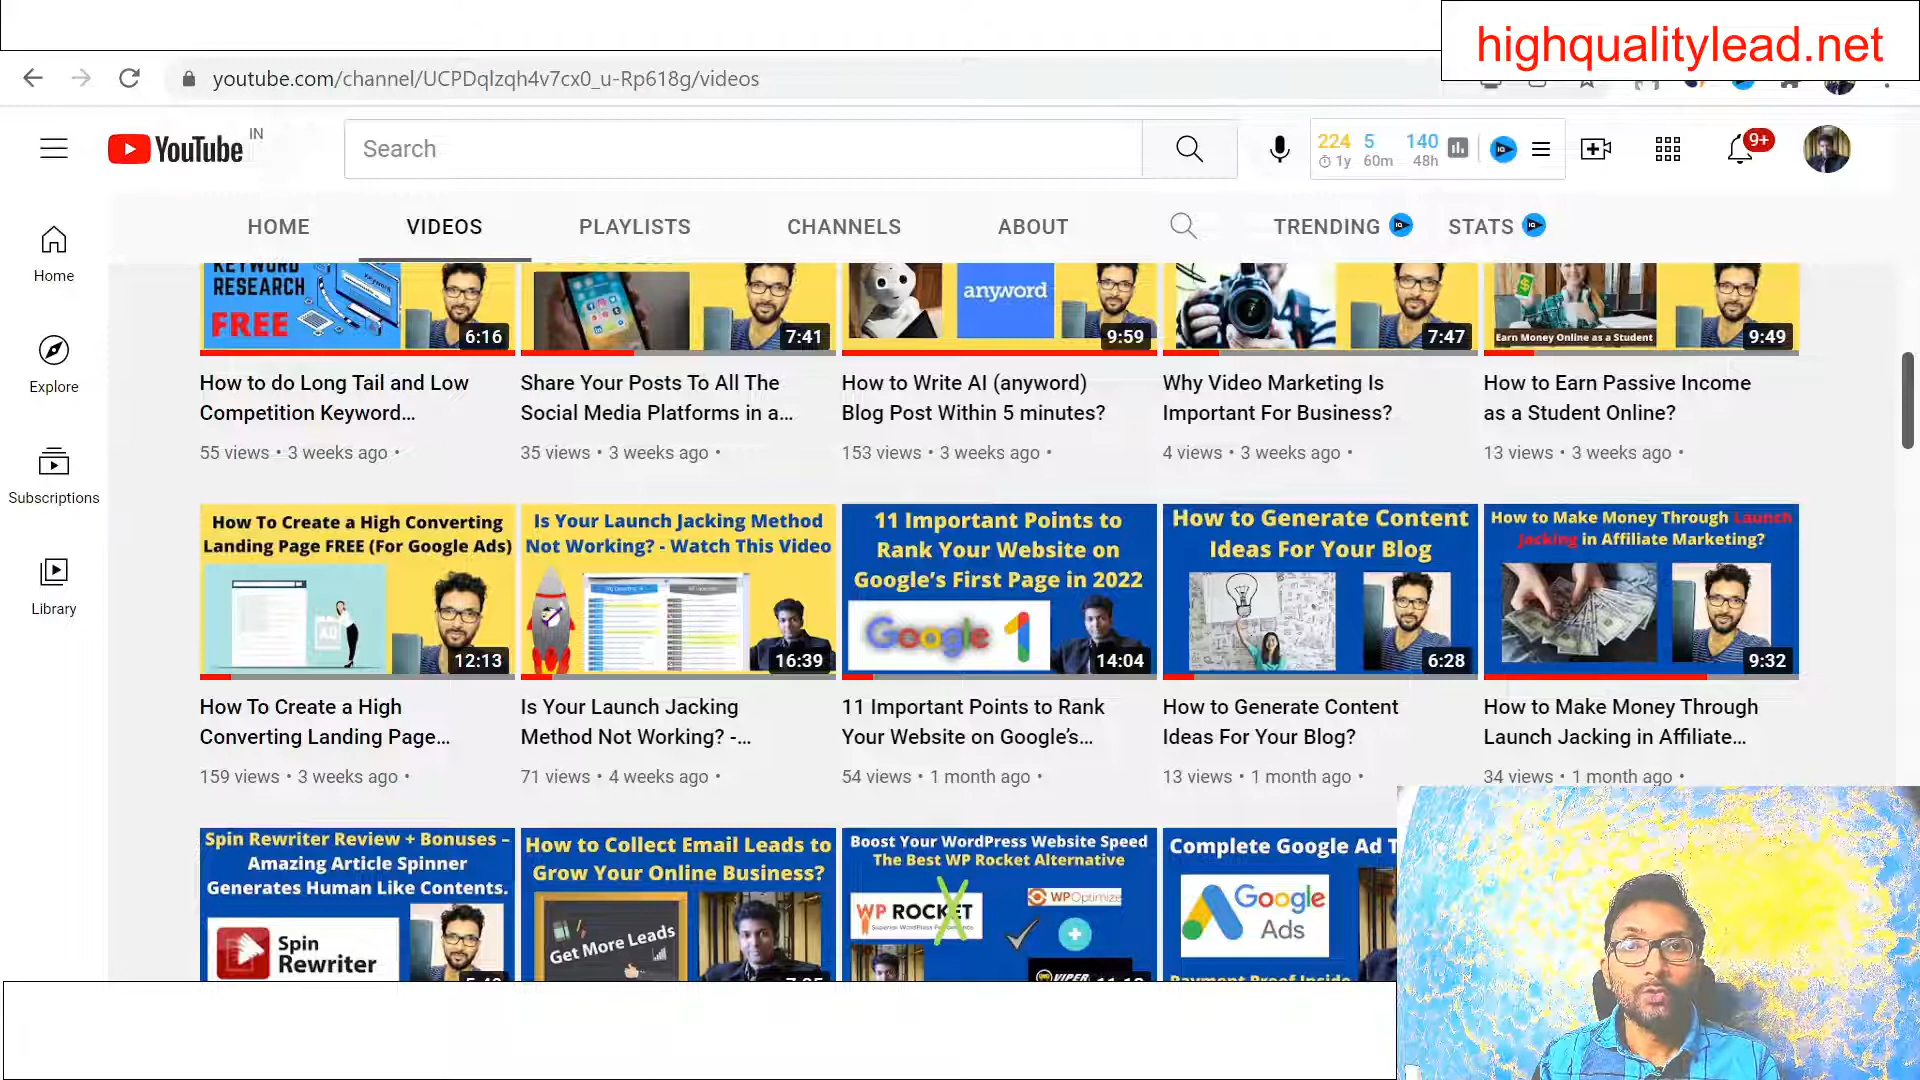 highqualitylead.net
youtube.com/channel/UCPDqlzqh4v7cx0_u-Rp618g/videos
YouTube
IN
Search
224 5 140
1y 60m 48h
9+
HOME
VIDEOS
PLAYLISTS
CHANNELS
ABOUT
TRENDING
STATS
Home
Explore
Subscriptions
Library
KEYWORD
RESEARCH
FREE
6:16
7:41
anyword
9:59
7:47
Earn Money Online as a Student
9:49
How to do Long Tail and Low
Competition Keyword...
55 views • 3 weeks ago •
Share Your Posts To All The
Social Media Platforms in a...
35 views • 3 weeks ago •
How to Write AI (anyword)
Blog Post Within 5 minutes?
153 views • 3 weeks ago •
Why Video Marketing Is
Important For Business?
4 views • 3 weeks ago •
How to Earn Passive Income
as a Student Online?
13 views • 3 weeks ago •
How To Create a High Converting
Landing Page FREE (For Google Ads)
AD
12:13
Is Your Launch Jacking Method
Not Working? - Watch This Video
16:39
11 Important Points to
Rank Your Website on
Google's First Page in 2022
Google 1
14:04
How to Generate Content
Ideas For Your Blog
6:28
How to Make Money Through Launch
Jacking in Affiliate Marketing?
9:32
How To Create a High
Converting Landing Page...
159 views • 3 weeks ago •
Is Your Launch Jacking
Method Not Working? -...
71 views • 4 weeks ago •
11 Important Points to Rank
Your Website on Google's...
54 views • 1 month ago •
How to Generate Content
Ideas For Your Blog?
13 views • 1 month ago •
How to Make Money Through
Launch Jacking in Affiliate...
34 views • 1 month ago •
Spin Rewriter Review + Bonuses –
Amazing Article Spinner
Generates Human Like Contents.
Spin
Rewriter
How to Collect Email Leads to
Grow Your Online Business?
Get More Leads
Boost Your WordPress Website Speed
The Best WP Rocket Alternative
WP ROCKET
WPOptimize
VIPER
Complete Google Ad T
Google
Ads
Payment Proof Inside